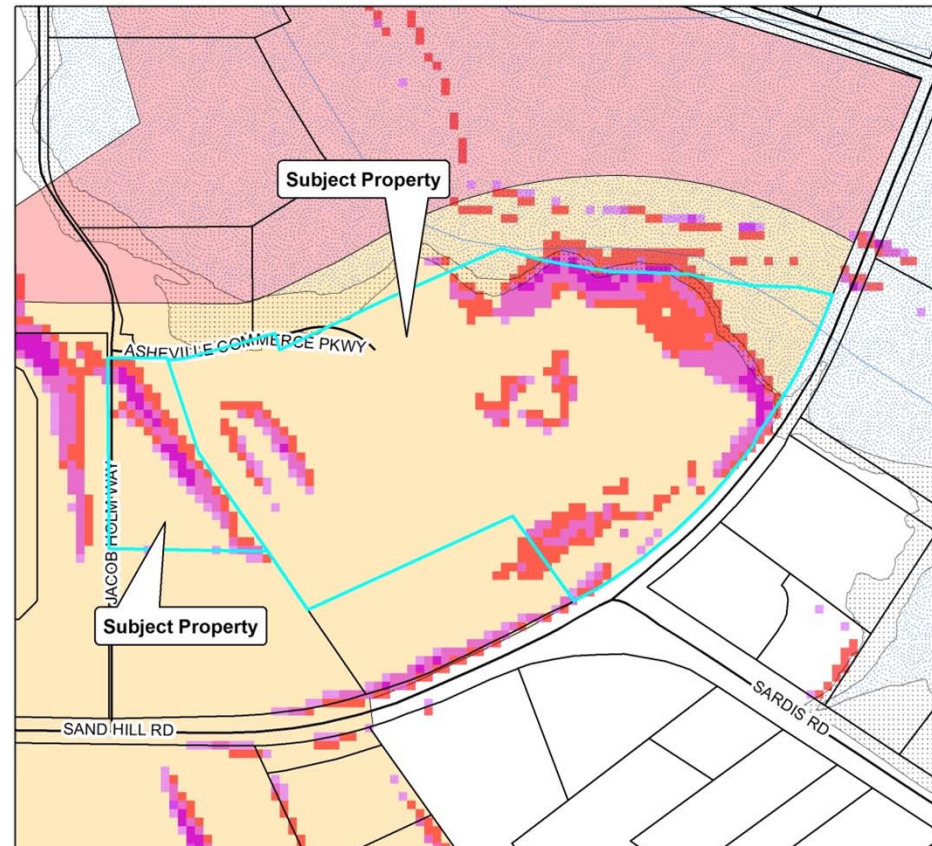 Subject Property
ASHEVILLE COMMERCE PKWY
JACOB HOLM WAY
Subject Property
SAND HILL RD
SARDIS RD